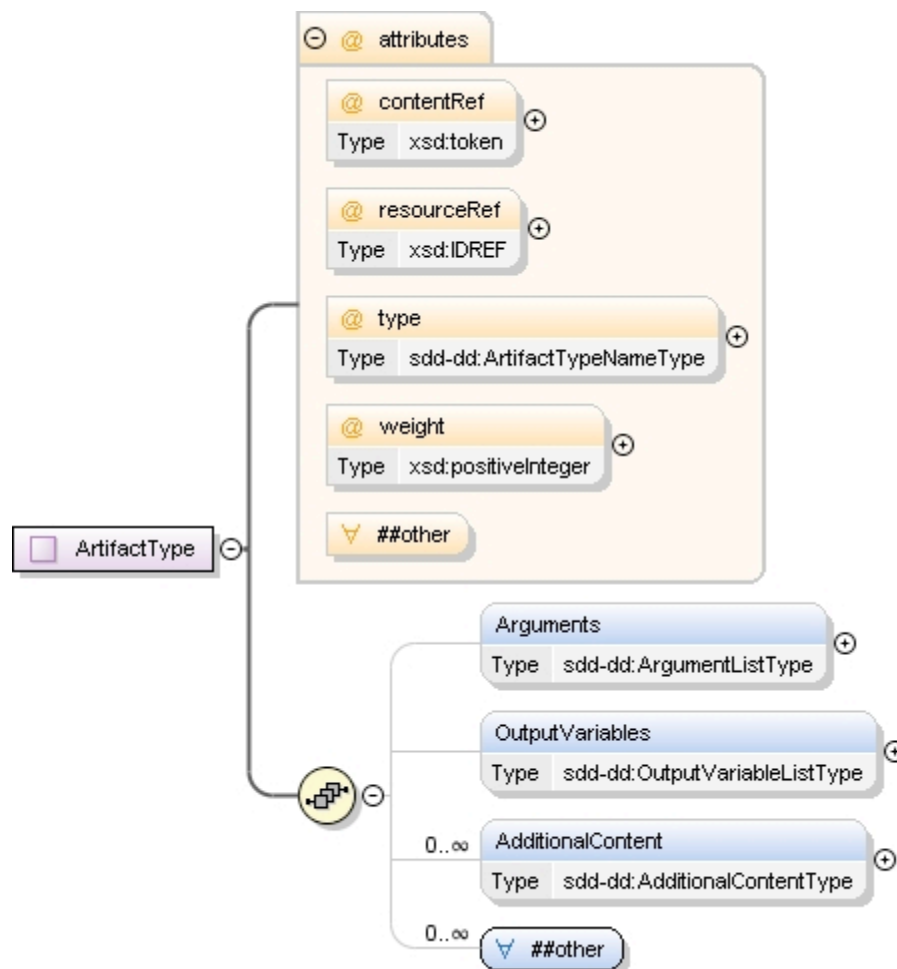 @ attributes
@ contentRef
Type xsd:token
@ resourceRef
Type xsd:IDREF
@ type
Type sdd-dd:ArtifactTypeNameType
@ weight
Type xsd:positiveInteger
∀ ##other
ArtifactType
Arguments
Type sdd-dd:ArgumentListType
OutputVariables
Type sdd-dd:OutputVariableListType
0..∞ AdditionalContent
Type sdd-dd:AdditionalContentType
0..∞ ∀ ##other